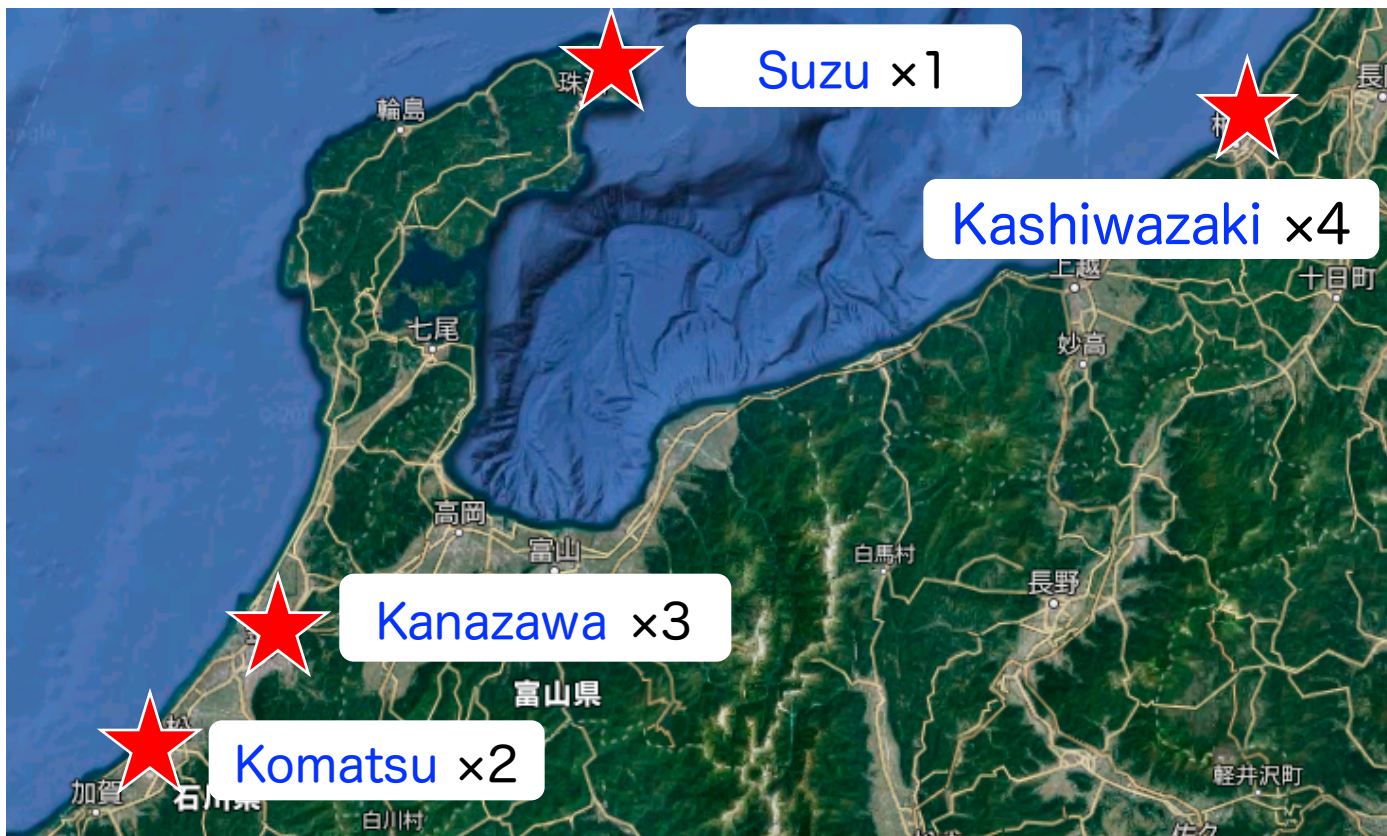 Suzu ×1
輪島
Kashiwazaki ×4
上越
十日町
七尾
妙高
高岡
富山
白馬村
長野
Kanazawa ×3
富山県
Komatsu ×2
加賀
石川県
白川村
軽井沢町